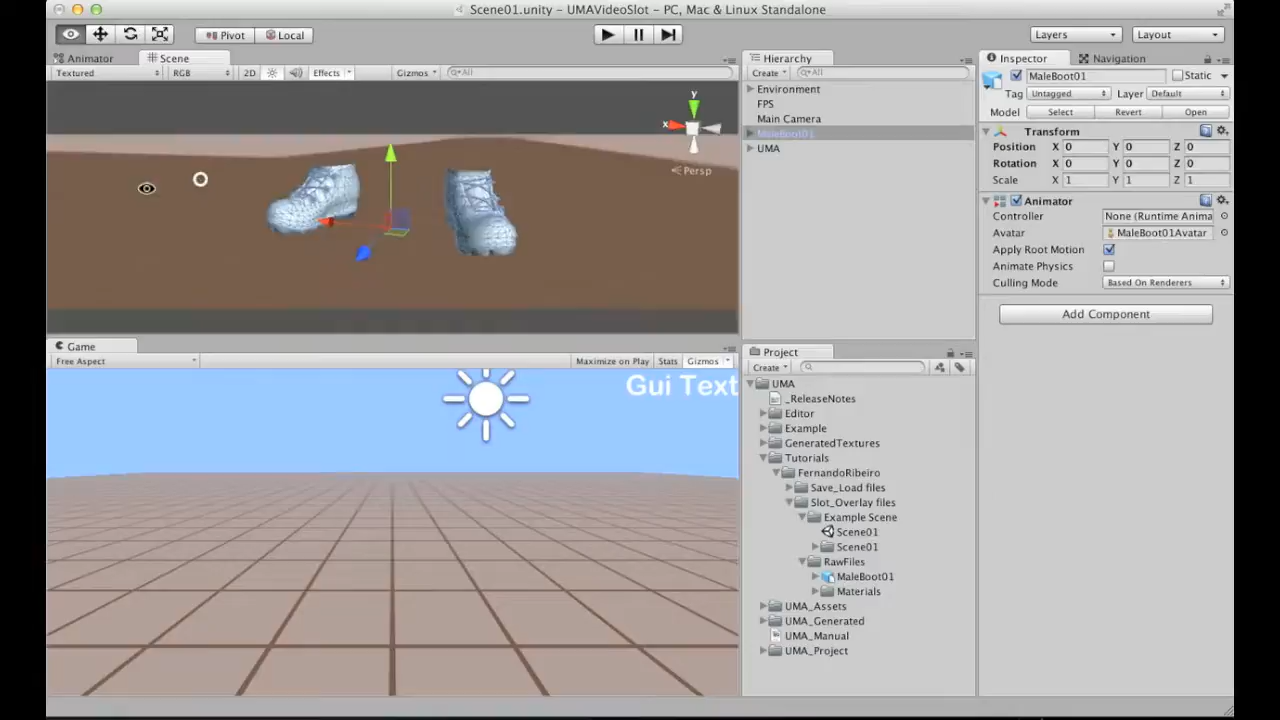 Scene01.unity – UMAVideoSlot – PC, Mac & Linux Standalone
Pivot Local Layers Layout
Animator Scene
Textured RGB 2D Effects Gizmos All
y
x
Persp
Game
Free Aspect Maximize on Play Stats Gizmos
Gui Text
Hierarchy
Create All
Environment
FPS
Main Camera
MaleBoot01
UMA
Project
Create
UMA
_ReleaseNotes
Editor
Example
GeneratedTextures
Tutorials
FernandoRibeiro
Save_Load files
Slot_Overlay files
Example Scene
Scene01
Scene01
RawFiles
MaleBoot01
Materials
UMA_Assets
UMA_Generated
UMA_Manual
UMA_Project
Inspector Navigation
MaleBoot01 Static
Tag Untagged Layer Default
Model Select Revert Open
Transform
Position X 0 Y 0 Z 0
Rotation X 0 Y 0 Z 0
Scale X 1 Y 1 Z 1
Animator
Controller None (Runtime Anima
Avatar MaleBoot01Avatar
Apply Root Motion
Animate Physics
Culling Mode Based On Renderers
Add Component